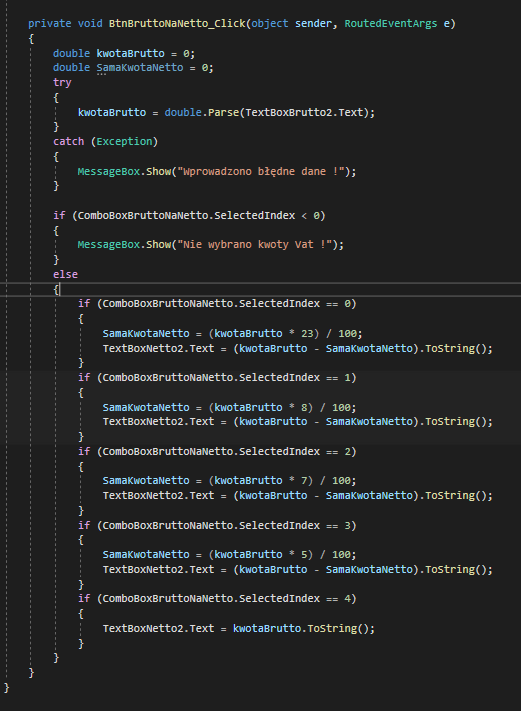 private void BtnBruttoNaNetto_Click(object sender, RoutedEventArgs e)
{
double kwotaBrutto = 0;
double SamaKwotaNetto = 0;
try
{
kwotaBrutto = double.Parse(TextBoxBrutto2.Text);
}
catch (Exception)
{
MessageBox.Show("Wprowadzono błędne dane !");
}
if (ComboBoxBruttoNaNetto.SelectedIndex < 0)
{
MessageBox.Show("Nie wybrano kwoty Vat !");
}
else
{
if (ComboBoxBruttoNaNetto.SelectedIndex == 0)
{
SamaKwotaNetto = (kwotaBrutto * 23) / 100;
TextBoxNetto2.Text = (kwotaBrutto - SamaKwotaNetto).ToString();
}
if (ComboBoxBruttoNaNetto.SelectedIndex == 1)
{
SamaKwotaNetto = (kwotaBrutto * 8) / 100;
TextBoxNetto2.Text = (kwotaBrutto - SamaKwotaNetto).ToString();
}
if (ComboBoxBruttoNaNetto.SelectedIndex == 2)
{
SamaKwotaNetto = (kwotaBrutto * 7) / 100;
TextBoxNetto2.Text = (kwotaBrutto - SamaKwotaNetto).ToString();
}
if (ComboBoxBruttoNaNetto.SelectedIndex == 3)
{
SamaKwotaNetto = (kwotaBrutto * 5) / 100;
TextBoxNetto2.Text = (kwotaBrutto - SamaKwotaNetto).ToString();
}
if (ComboBoxBruttoNaNetto.SelectedIndex == 4)
{
TextBoxNetto2.Text = kwotaBrutto.ToString();
}
}
}
}